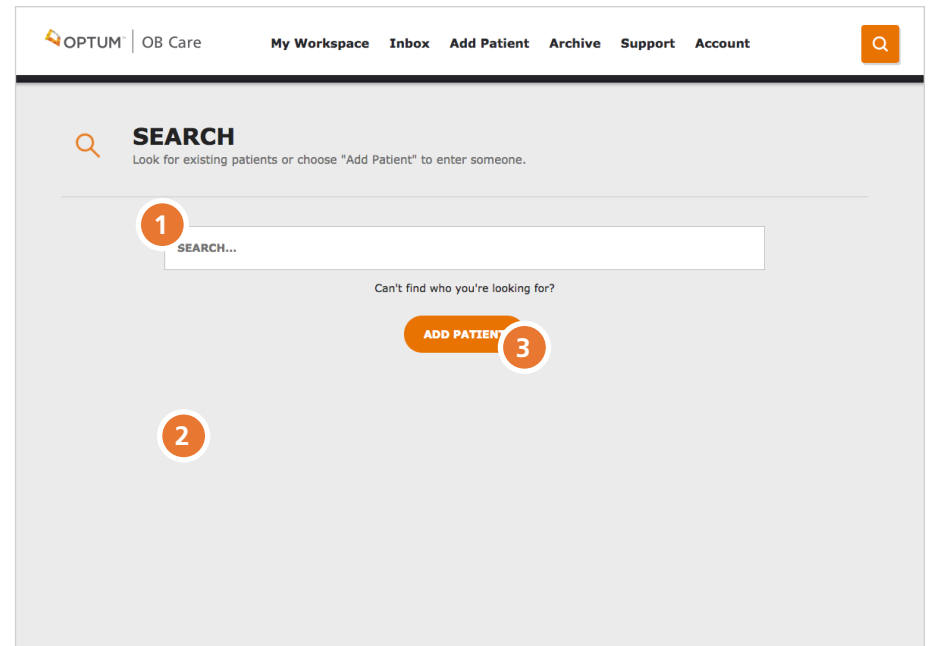 OPTUM™ OB Care My Workspace Inbox Add Patient Archive Support Account
SEARCH
Look for existing patients or choose "Add Patient" to enter someone.
1
SEARCH...
Can't find who you're looking for?
ADD PATIENT
3
2